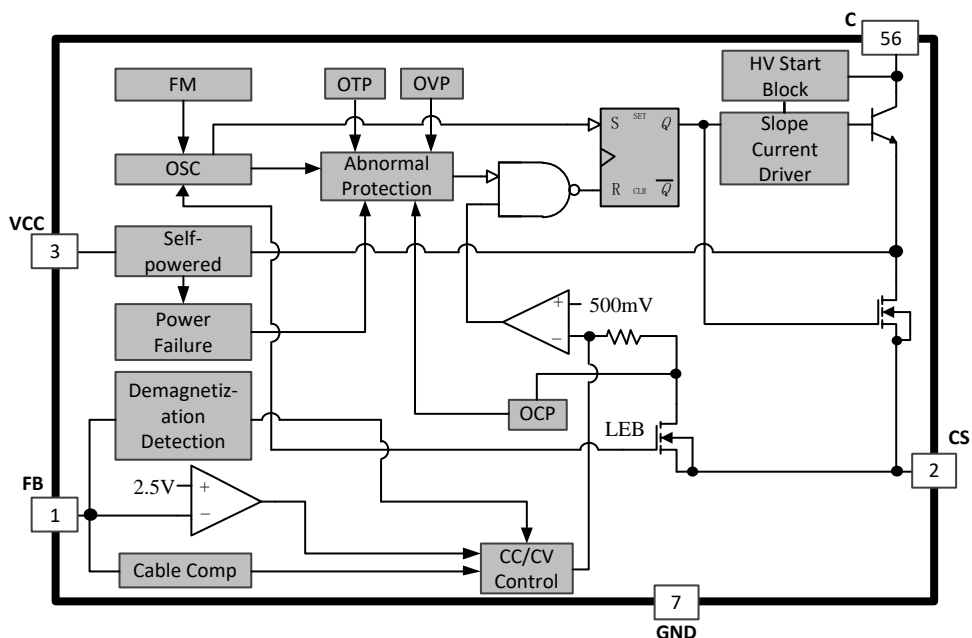 C
56
FM
OTP
OVP
HV Start
Block
S
SET
Q
OSC
Abnormal
Protection
Slope
Current
Driver
R
CLR
Q
VCC
3
Self-
powered
+
500mV
Power
Failure
−
Demagnetiz-
ation
Detection
OCP
LEB
CS
2
FB
1
2.5V
+
−
Cable Comp
CC/CV
Control
7
GND